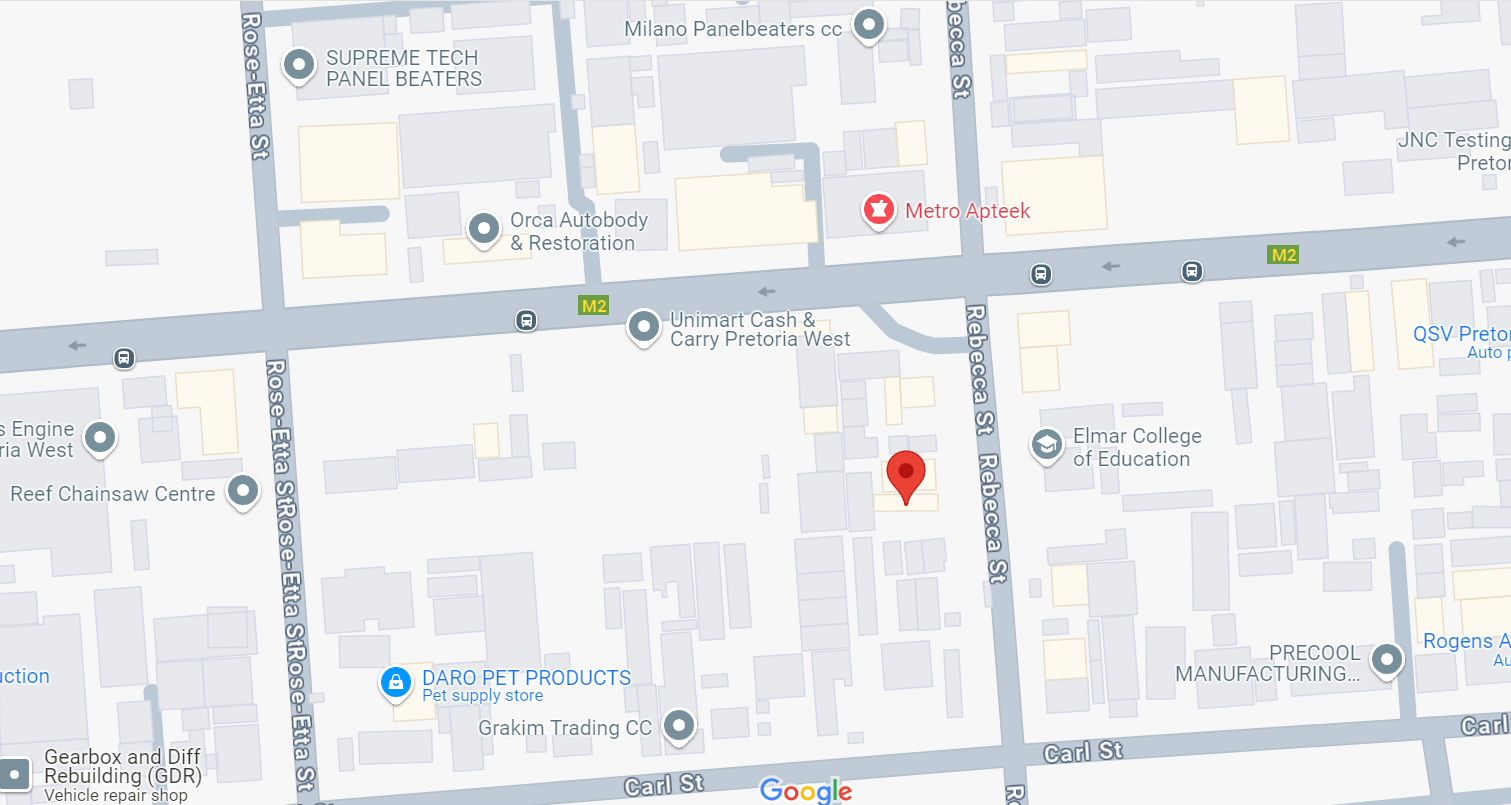 Rose-Etta St
SUPREME TECH
PANEL BEATERS
Milano Panelbeaters cc
becca St
JNC Testing
Pretor
Orca Autobody
& Restoration
Metro Apteek
M2
M2
Unimart Cash &
Carry Pretoria West
Rebecca St
QSV Pretor
Auto p
Rose-Etta St
s Engine
ria West
Elmar College
of Education
Rebecca St
Reef Chainsaw Centre
Rose-Etta St
Rose-Etta St
uction
DARO PET PRODUCTS
Pet supply store
PRECOOL
MANUFACTURING...
Rogens A
Au
Grakim Trading CC
Gearbox and Diff
Rebuilding (GDR)
Vehicle repair shop
Carl St
Carl St
Carl
Google